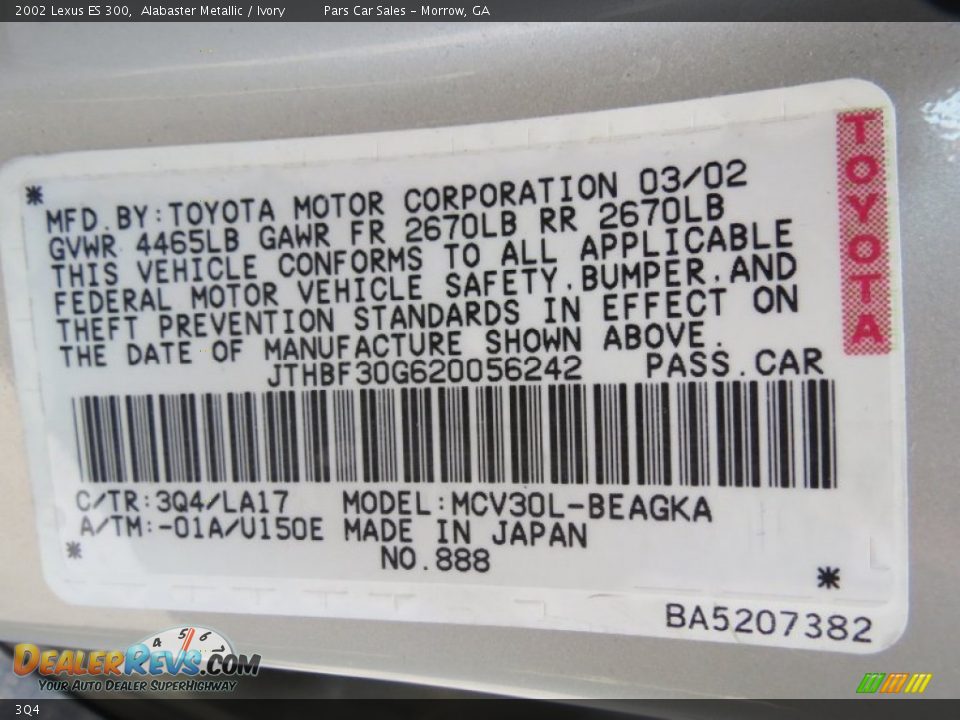 2002 Lexus ES 300,  Alabaster Metallic / Ivory          Pars Car Sales - Morrow, GA
MFD.BY:TOYOTA MOTOR CORPORATION 03/02
GVWR 4465LB GAWR FR 2670LB RR 2670LB
THIS VEHICLE CONFORMS TO ALL APPLICABLE
FEDERAL MOTOR VEHICLE SAFETY,BUMPER,AND
THEFT PREVENTION STANDARDS IN EFFECT ON
THE DATE OF MANUFACTURE SHOWN ABOVE.
JTHBF30G620056242 PASS.CAR
TOYOTA
C/TR:3Q4/LA17 MODEL:MCV30L-BEAGKA
A/TM:-01A/U150E MADE IN JAPAN
NO.888
BA5207382
4 5 6 7
DEALERREVS.COM
YOUR AUTO DEALER SUPERHIGHWAY
3Q4